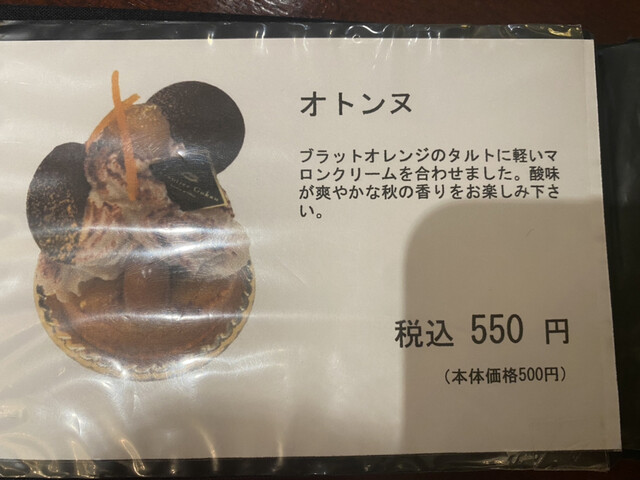 オトンヌ
ブラットオレンジのタルトに軽いマ
ロンクリームを合わせました。酸味
が爽やかな秋の香りをお楽しみ下さ
い。
税込 550 円
（本体価格500円）